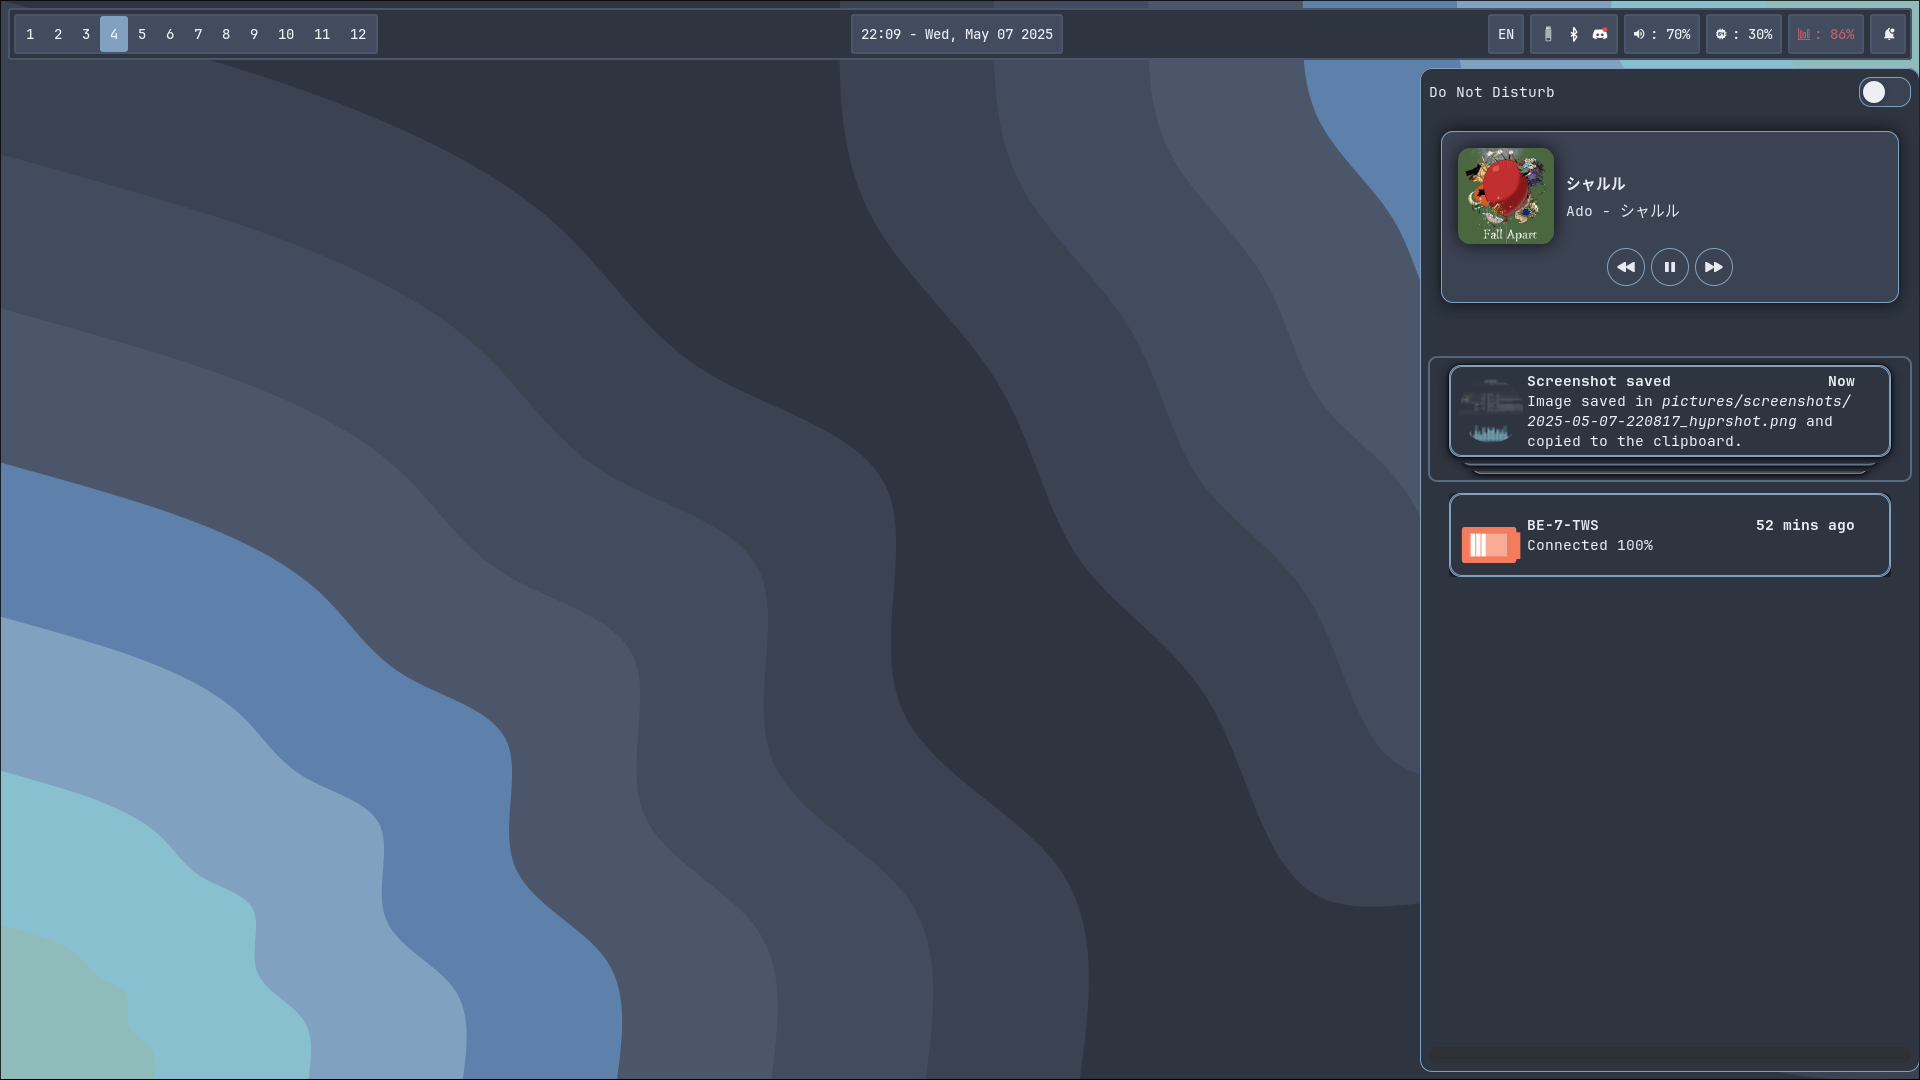 1 2 3 4 5 6 7 8 9 10 11 12
22:09 - Wed, May 07 2025
EN
: 70%
: 30%
: 86%
Do Not Disturb
Fall Apart
シャルル
Ado - シャルル
Screenshot saved
Now
Image saved in pictures/screenshots/
2025-05-07-220817_hyprshot.png and
copied to the clipboard.
BE-7-TWS
52 mins ago
Connected 100%